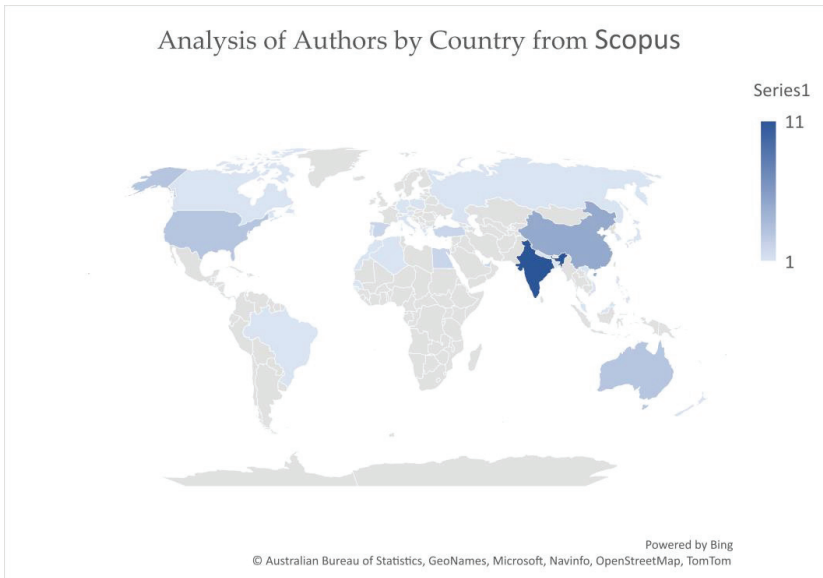 Analysis of Authors by Country from Scopus
Series1
11
1
Powered by Bing
© Australian Bureau of Statistics, GeoNames, Microsoft, Navinfo, OpenStreetMap, TomTom